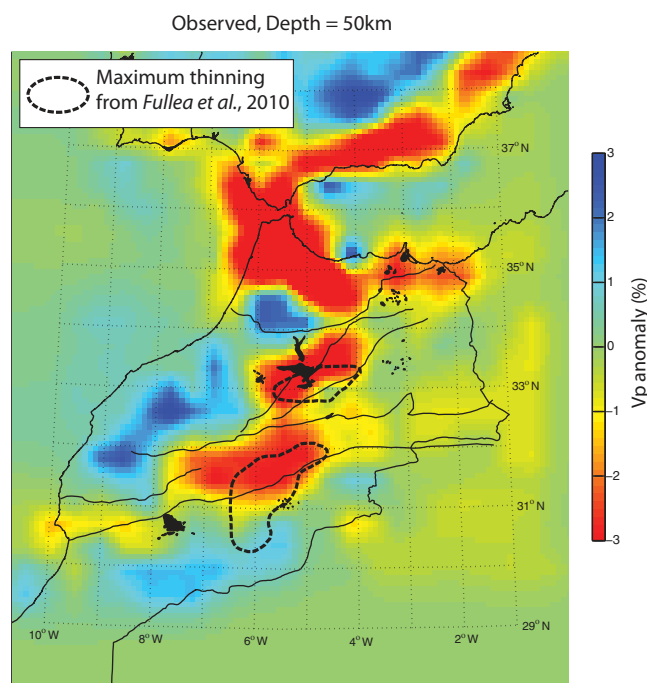 Observed, Depth = 50km
Maximum thinning
from Fullea et al., 2010
37°N
35°N
33°N
31°N
29°N
10°W
8°W
6°W
4°W
2°W
3
2
1
0
−1
−2
−3
Vp anomaly (%)